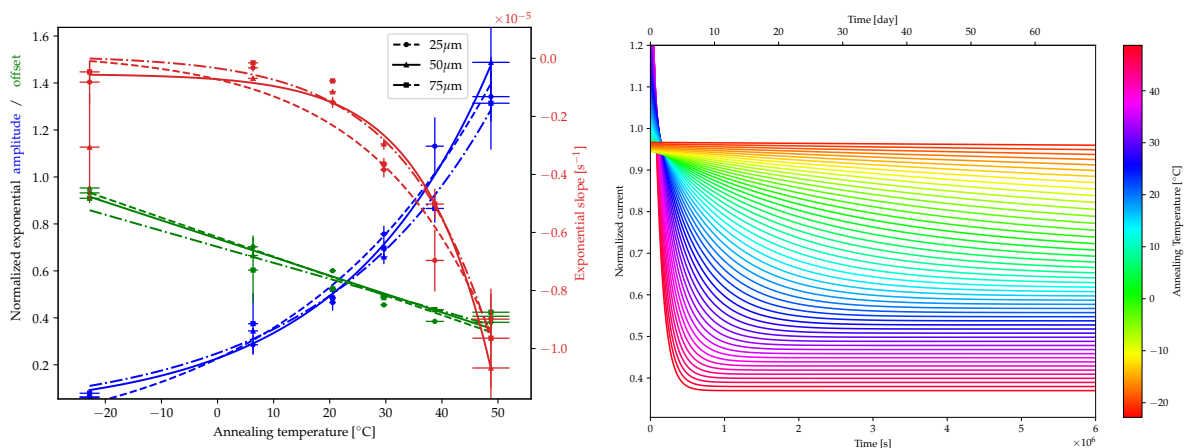 ×10⁻⁵
1.6
1.4
1.2
1.0
0.8
0.6
0.4
0.2
Normalized exponential amplitude / offset
25μm
50μm
75μm
0.0
−0.2
−0.4
−0.6
−0.8
−1.0
Exponential slope [s⁻¹]
−20 −10 0 10 20 30 40 50
Annealing temperature [°C]
Time [day]
0 10 20 30 40 50 60
1.2
1.1
1.0
0.9
0.8
0.7
0.6
0.5
0.4
Normalized current
0 1 2 3 4 5 6
×10⁶
Time [s]
40
30
20
10
0
−10
−20
Annealing Temperature [°C]